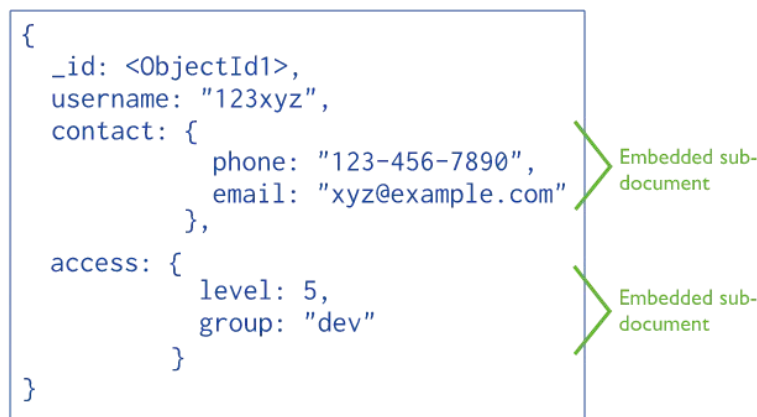 {
_id: <ObjectId1>,
username: "123xyz",
contact: {
phone: "123-456-7890",
email: "xyz@example.com"
},
Embedded sub-
document
access: {
level: 5,
group: "dev"
}
Embedded sub-
document
}